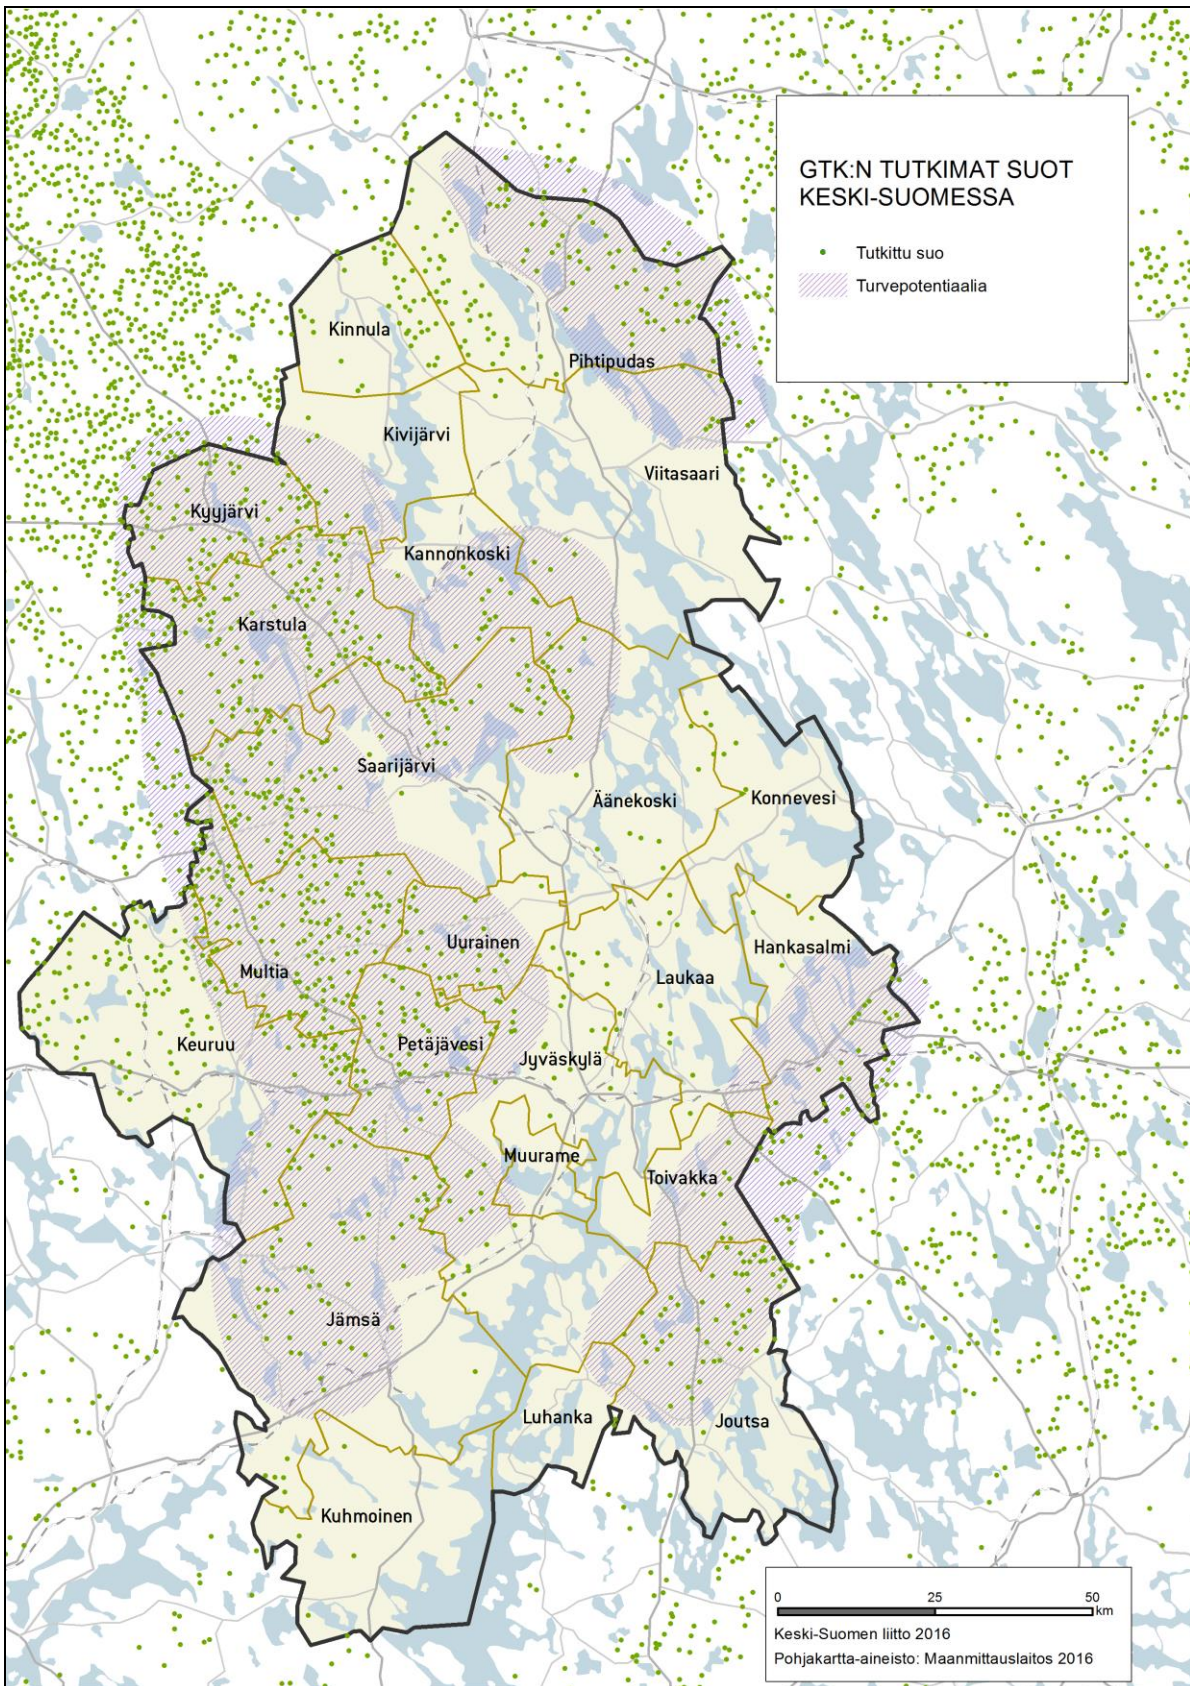 GTK:N TUTKIMAT SUOT
KESKI-SUOMESSA
Tutkittu suo
Turvepotentiaalia
Kinnula
Pihtipudas
Kivijärvi
Viitasaari
Kyyjärvi
Kannonkoski
Karstula
Saarijärvi
Äänekoski
Konnevesi
Uurainen
Hankasalmi
Multia
Laukaa
Keuruu
Petäjävesi
Jyväskylä
Muurame
Toivakka
Jämsä
Luhanka
Joutsa
Kuhmoinen
0 25 50
km
Keski-Suomen liitto 2016
Pohjakartta-aineisto: Maanmittauslaitos 2016